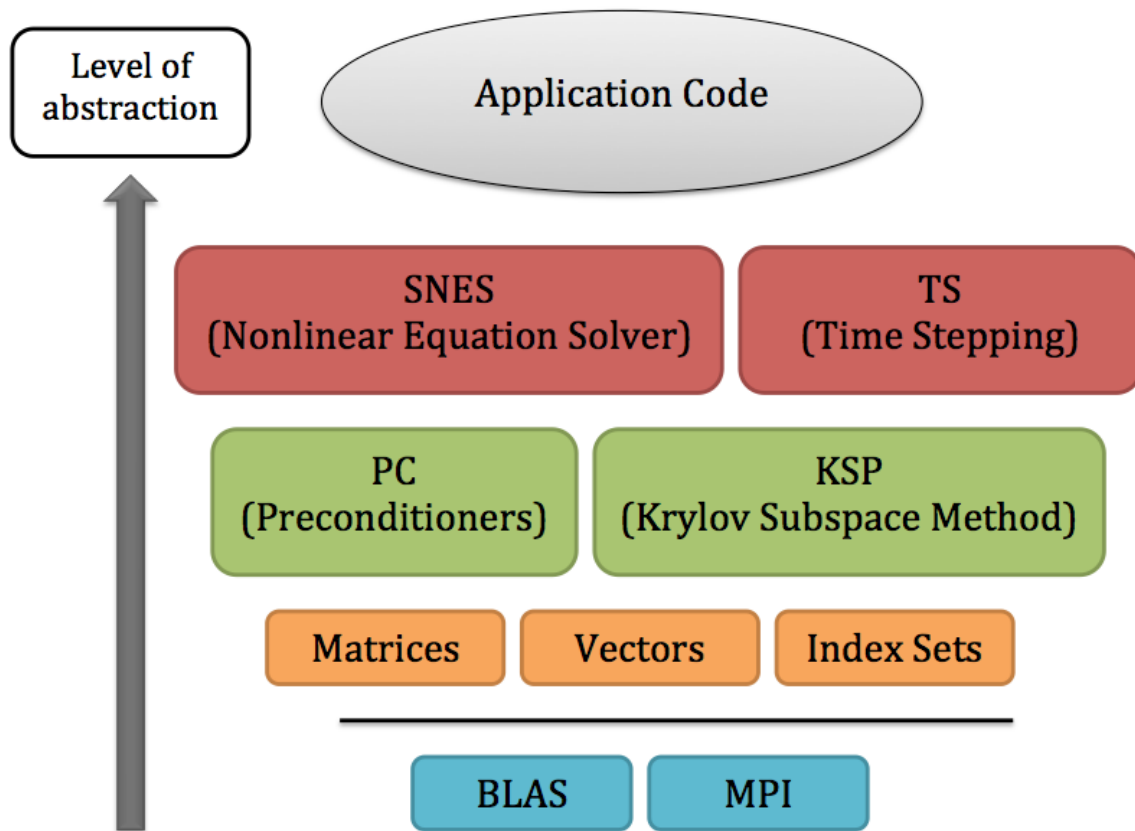 Level of
abstraction
Application Code
SNES
(Nonlinear Equation Solver)
TS
(Time Stepping)
PC
(Preconditioners)
KSP
(Krylov Subspace Method)
Matrices
Vectors
Index Sets
BLAS
MPI